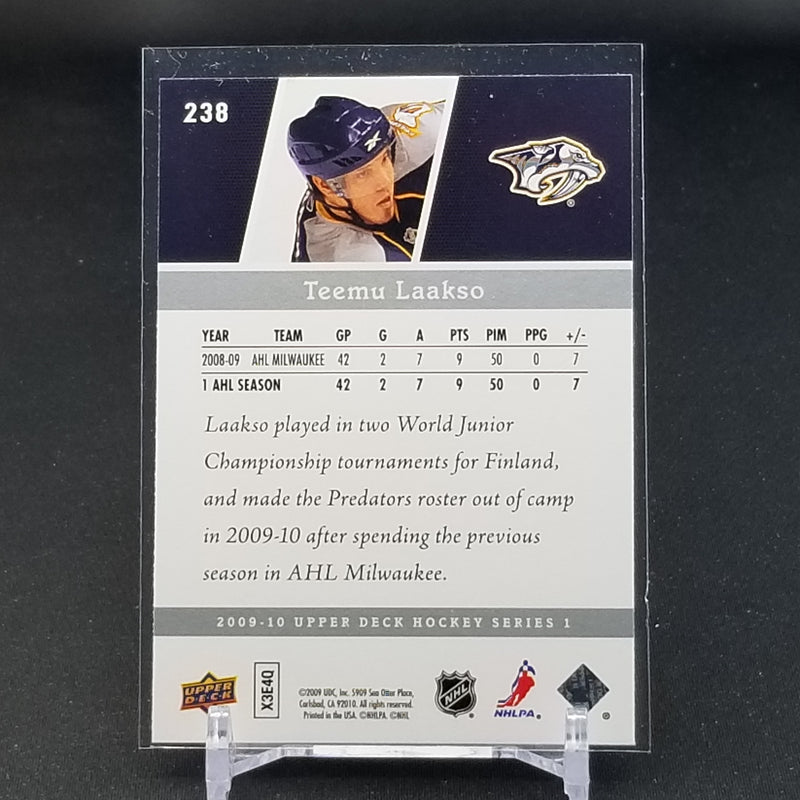 238
Teemu Laakso
YEAR TEAM GP G A PTS PIM PPG +/-
2008-09 AHL MILWAUKEE 42 2 7 9 50 0 7
1 AHL SEASON 42 2 7 9 50 0 7
Laakso played in two World Junior
Championship tournaments for Finland,
and made the Predators roster out of camp
in 2009-10 after spending the previous
season in AHL Milwaukee.
2009-10 UPPER DECK HOCKEY SERIES 1
UPPER
DECK
X3E4Q
©2009 UDC, Inc. 5909 Sea Otter Place,
Carlsbad, CA 92010. All rights reserved.
Printed in the USA. ©NHLPA. ©NHL
NHL
NHLPA.